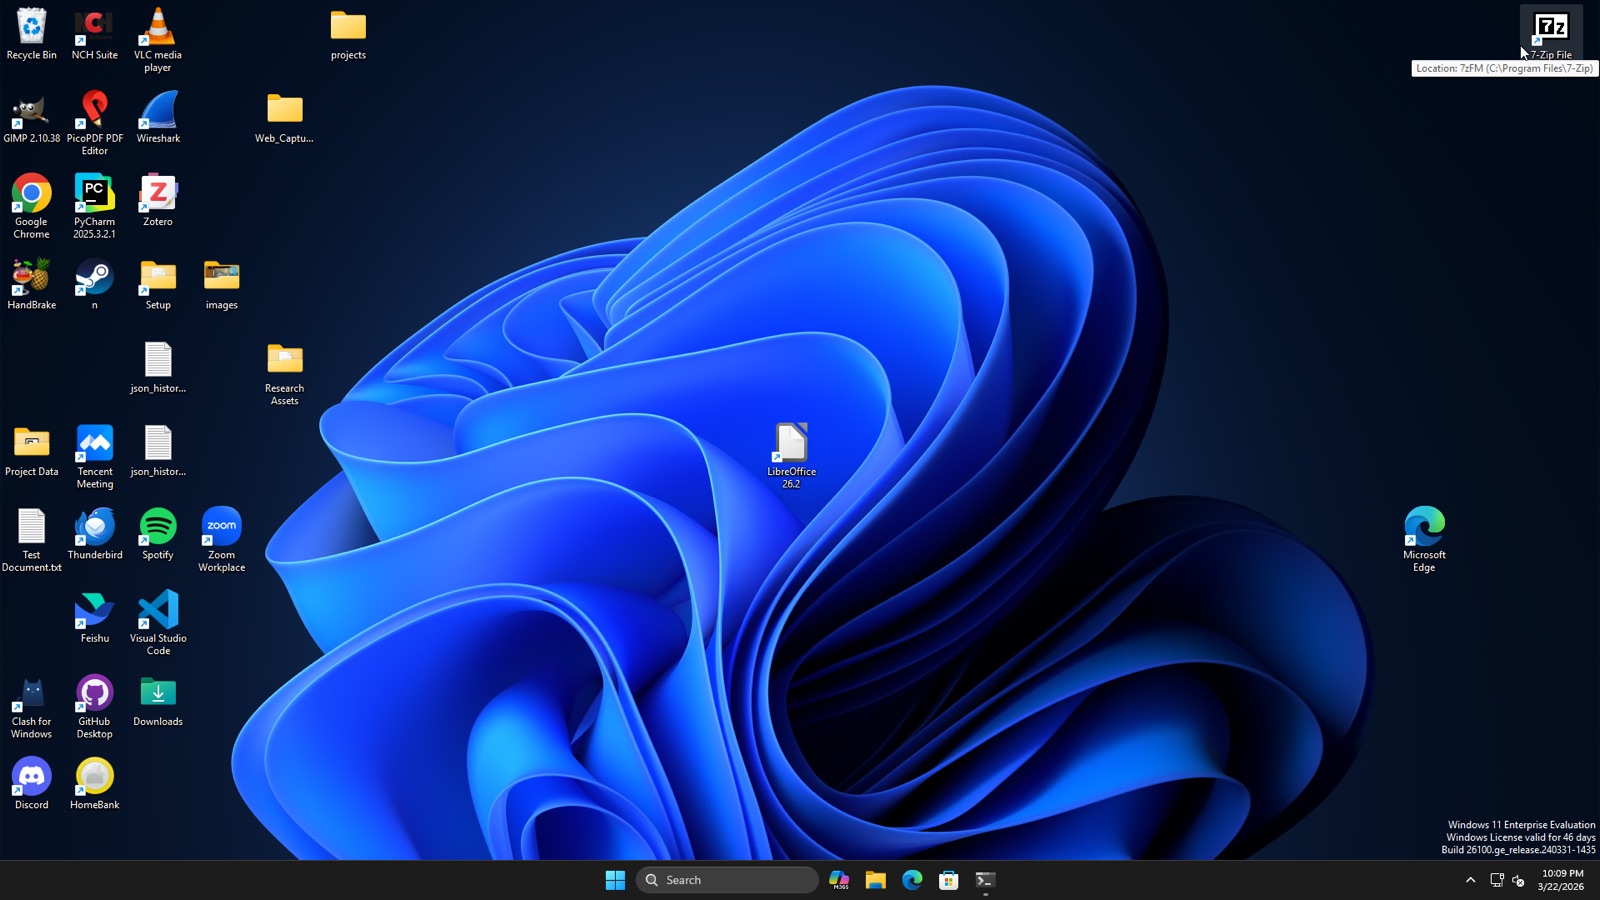 Recycle Bin
NCH Suite
VLC media
player
projects
7z
7-Zip File
Location: 7zFM (C:\Program Files\7-Zip)
GIMP 2.10.38
PicoPDF PDF
Editor
Wireshark
Web_Captu...
Google
Chrome
PC
PyCharm
2025.3.2.1
Z
Zotero
HandBrake
n
Setup
images
json_histor...
Research
Assets
Project Data
Tencent
Meeting
json_histor...
LibreOffice
26.2
Test
Document.txt
Thunderbird
Spotify
zoom
Zoom
Workplace
Microsoft
Edge
Feishu
Visual Studio
Code
Clash for
Windows
GitHub
Desktop
Downloads
Discord
HomeBank
Windows 11 Enterprise Evaluation
Windows License valid for 46 days
Build 26100.ge_release.240331-1435
Search
M365
10:09 PM
3/22/2026